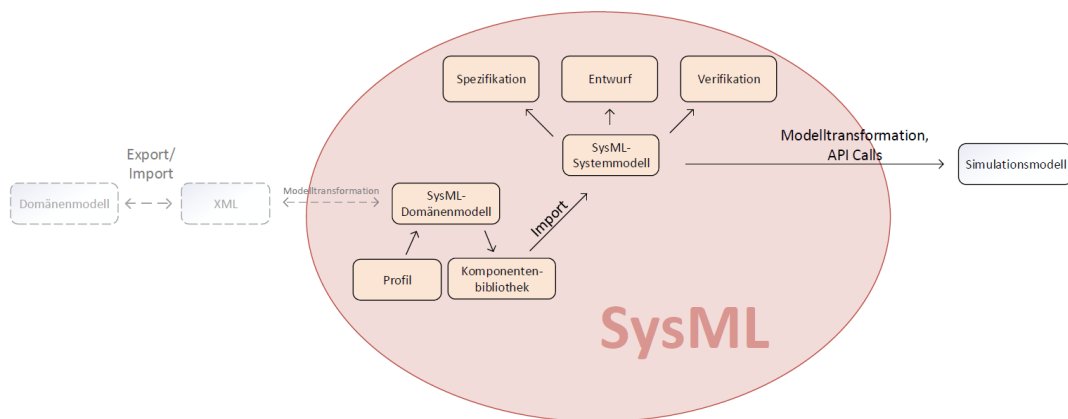 Spezifikation
Entwurf
Verifikation
SysML-
Systemmodell
Modelltransformation,
API Calls
Simulationsmodell
Export/
Import
Modelltransformation
Domänenmodell
XML
SysML-
Domänenmodell
Import
Profil
Komponenten-
bibliothek
SysML